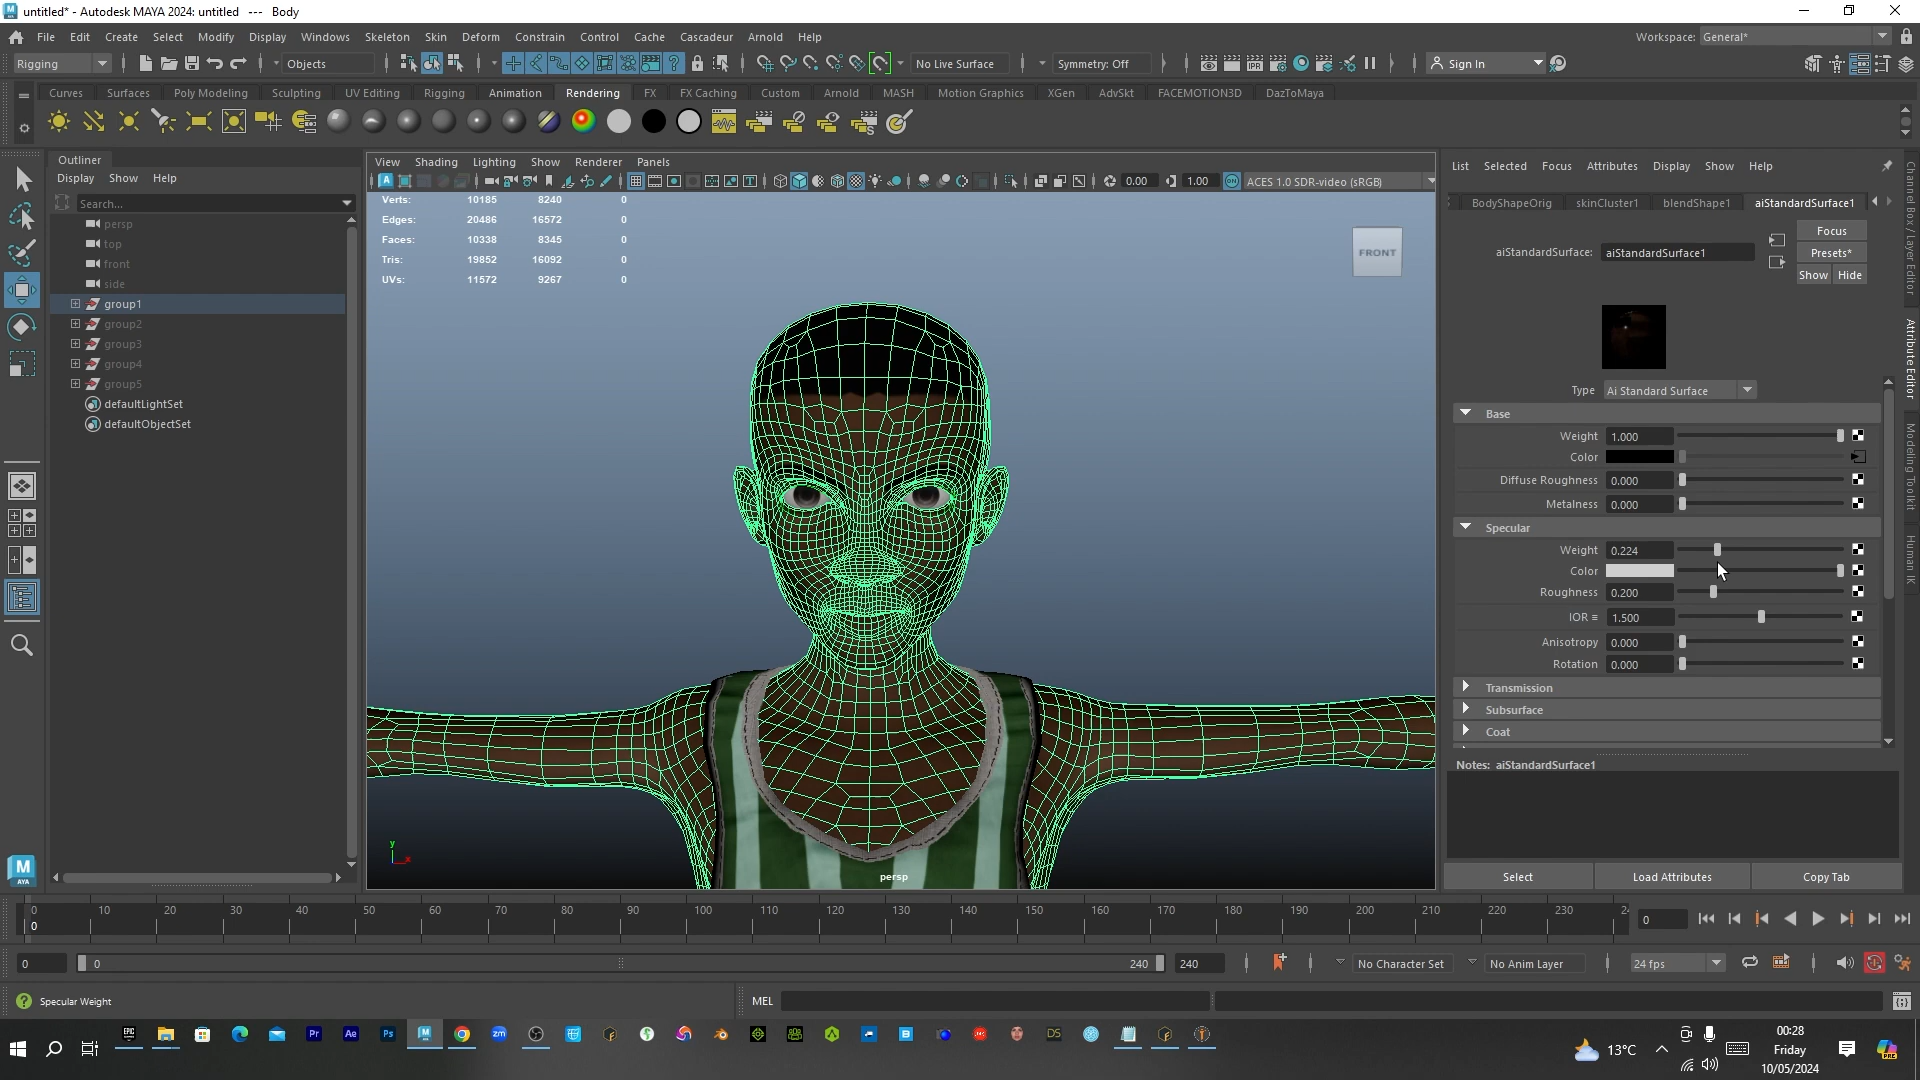 untitled* - Autodesk MAYA 2024: untitled --- Body
File Edit Create Select Modify Display Windows Skeleton Skin Deform Constrain Control Cache Cascadeur Arnold Help
Workspace: General*
Rigging
Objects
No Live Surface
Symmetry: Off
Sign In
Curves Surfaces Poly Modeling Sculpting UV Editing Rigging Animation Rendering FX FX Caching Custom Arnold MASH Motion Graphics XGen AdvSkt FACEMOTION3D DazToMaya
Outliner
Display Show Help
Search...
persp
top
front
side
group1
group2
group3
group4
group5
defaultLightSet
defaultObjectSet
View Shading Lighting Show Renderer Panels
0.00
1.00
ACES 1.0 SDR-video (sRGB)
Verts: 10185 8240 0
Edges: 20486 16572 0
Faces: 10338 8345 0
Tris: 19852 16092 0
UVs: 11572 9267 0
FRONT
y
x
persp
List Selected Focus Attributes Display Show Help
BodyShapeOrig skinCluster1 blendShape1 aiStandardSurface1
aiStandardSurface: aiStandardSurface1
Focus
Presets*
Show Hide
Type Ai Standard Surface
Base
Weight 1.000
Color
Diffuse Roughness 0.000
Metalness 0.000
Specular
Weight 0.224
Color
Roughness 0.200
IOR 1.500
Anisotropy 0.000
Rotation 0.000
Transmission
Subsurface
Coat
Notes: aiStandardSurface1
Select Load Attributes Copy Tab
Channel Box / Layer Editor
Attribute Editor
Modeling Toolkit
Human IK
0 10 20 30 40 50 60 70 80 90 100 110 120 130 140 150 160 170 180 190 200 210 220 230
0
0
0
0
240
240
No Character Set
No Anim Layer
24 fps
Specular Weight
MEL
13°C
00:28
Friday
10/05/2024